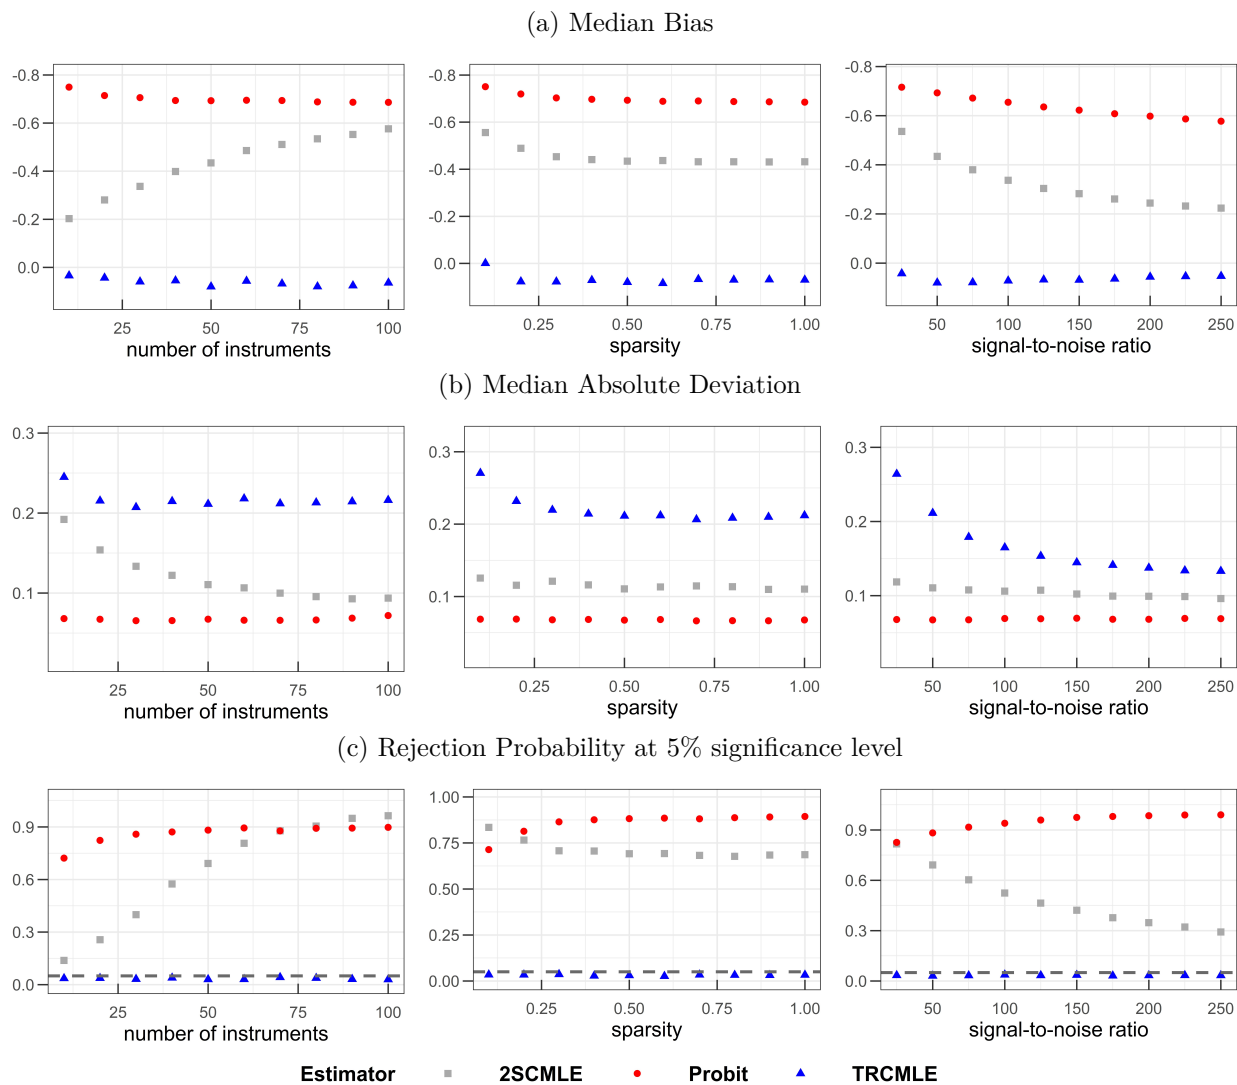 (a) Median Bias
-0.8
-0.6
-0.4
-0.2
0.0
25 50 75 100
number of instruments
-0.8
-0.6
-0.4
-0.2
0.0
0.25 0.50 0.75 1.00
sparsity
-0.8
-0.6
-0.4
-0.2
0.0
50 100 150 200 250
signal-to-noise ratio
(b) Median Absolute Deviation
0.3
0.2
0.1
25 50 75 100
number of instruments
0.3
0.2
0.1
0.25 0.50 0.75 1.00
sparsity
0.3
0.2
0.1
50 100 150 200 250
signal-to-noise ratio
(c) Rejection Probability at 5% significance level
0.9
0.6
0.3
0.0
25 50 75 100
number of instruments
1.00
0.75
0.50
0.25
0.00
0.25 0.50 0.75 1.00
sparsity
0.9
0.6
0.3
0.0
50 100 150 200 250
signal-to-noise ratio
Estimator 2SCMLE Probit TRCMLE